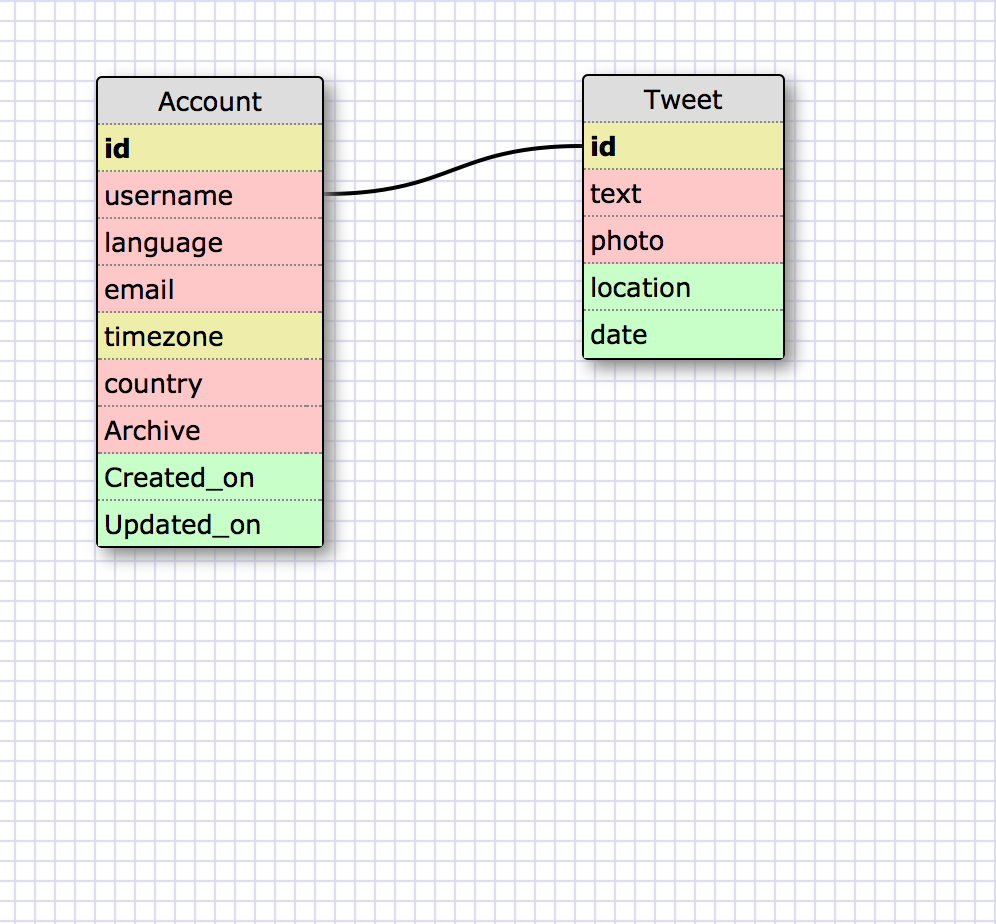 Account
id
username
language
email
timezone
country
Archive
Created_on
Updated_on
Tweet
id
text
photo
location
date